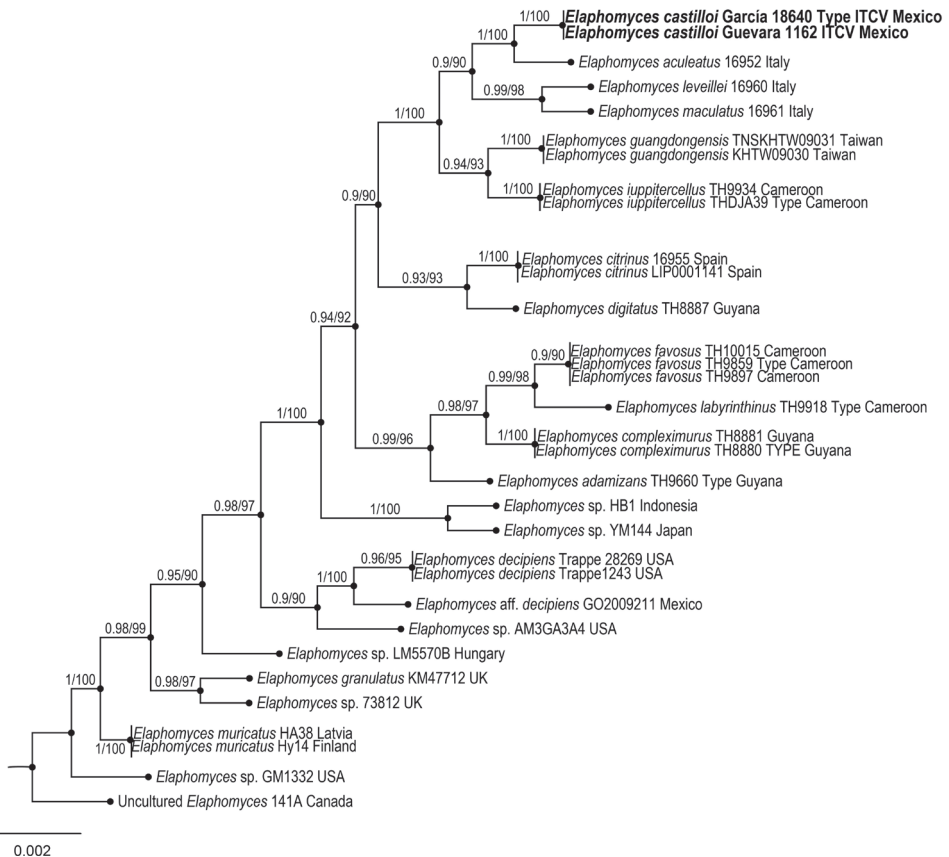 1/100
Elaphomyces castilloi García 18640 Type ITCV Mexico
Elaphomyces castilloi Guevara 1162 ITCV Mexico
1/100
Elaphomyces aculeatus 16952 Italy
0.9/90
Elaphomyces leveillei 16960 Italy
0.99/98
Elaphomyces maculatus 16961 Italy
1/100
1/100
Elaphomyces guangdongensis TNSKHTW09031 Taiwan
Elaphomyces guangdongensis KHTW09030 Taiwan
0.94/93
1/100
Elaphomyces iuppitercellus TH9934 Cameroon
Elaphomyces iuppitercellus THDJA39 Type Cameroon
0.9/90
1/100
Elaphomyces citrinus 16955 Spain
Elaphomyces citrinus LIP0001141 Spain
0.93/93
Elaphomyces digitatus TH8887 Guyana
0.94/92
0.9/90
Elaphomyces favosus TH10015 Cameroon
Elaphomyces favosus TH9859 Type Cameroon
Elaphomyces favosus TH9897 Cameroon
0.99/98
Elaphomyces labyrinthinus TH9918 Type Cameroon
0.98/97
1/100
Elaphomyces compleximurus TH8881 Guyana
Elaphomyces compleximurus TH8880 TYPE Guyana
0.99/96
Elaphomyces adamizans TH9660 Type Guyana
1/100
Elaphomyces sp. HB1 Indonesia
1/100
Elaphomyces sp. YM144 Japan
0.98/97
0.96/95
Elaphomyces decipiens Trappe 28269 USA
Elaphomyces decipiens Trappe1243 USA
1/100
Elaphomyces aff. decipiens GO2009211 Mexico
0.9/90
Elaphomyces sp. AM3GA3A4 USA
0.95/90
Elaphomyces sp. LM5570B Hungary
0.98/99
Elaphomyces granulatus KM47712 UK
0.98/97
Elaphomyces sp. 73812 UK
1/100
Elaphomyces muricatus HA38 Latvia
Elaphomyces muricatus Hy14 Finland
1/100
Elaphomyces sp. GM1332 USA
Uncultured Elaphomyces 141A Canada
0.002